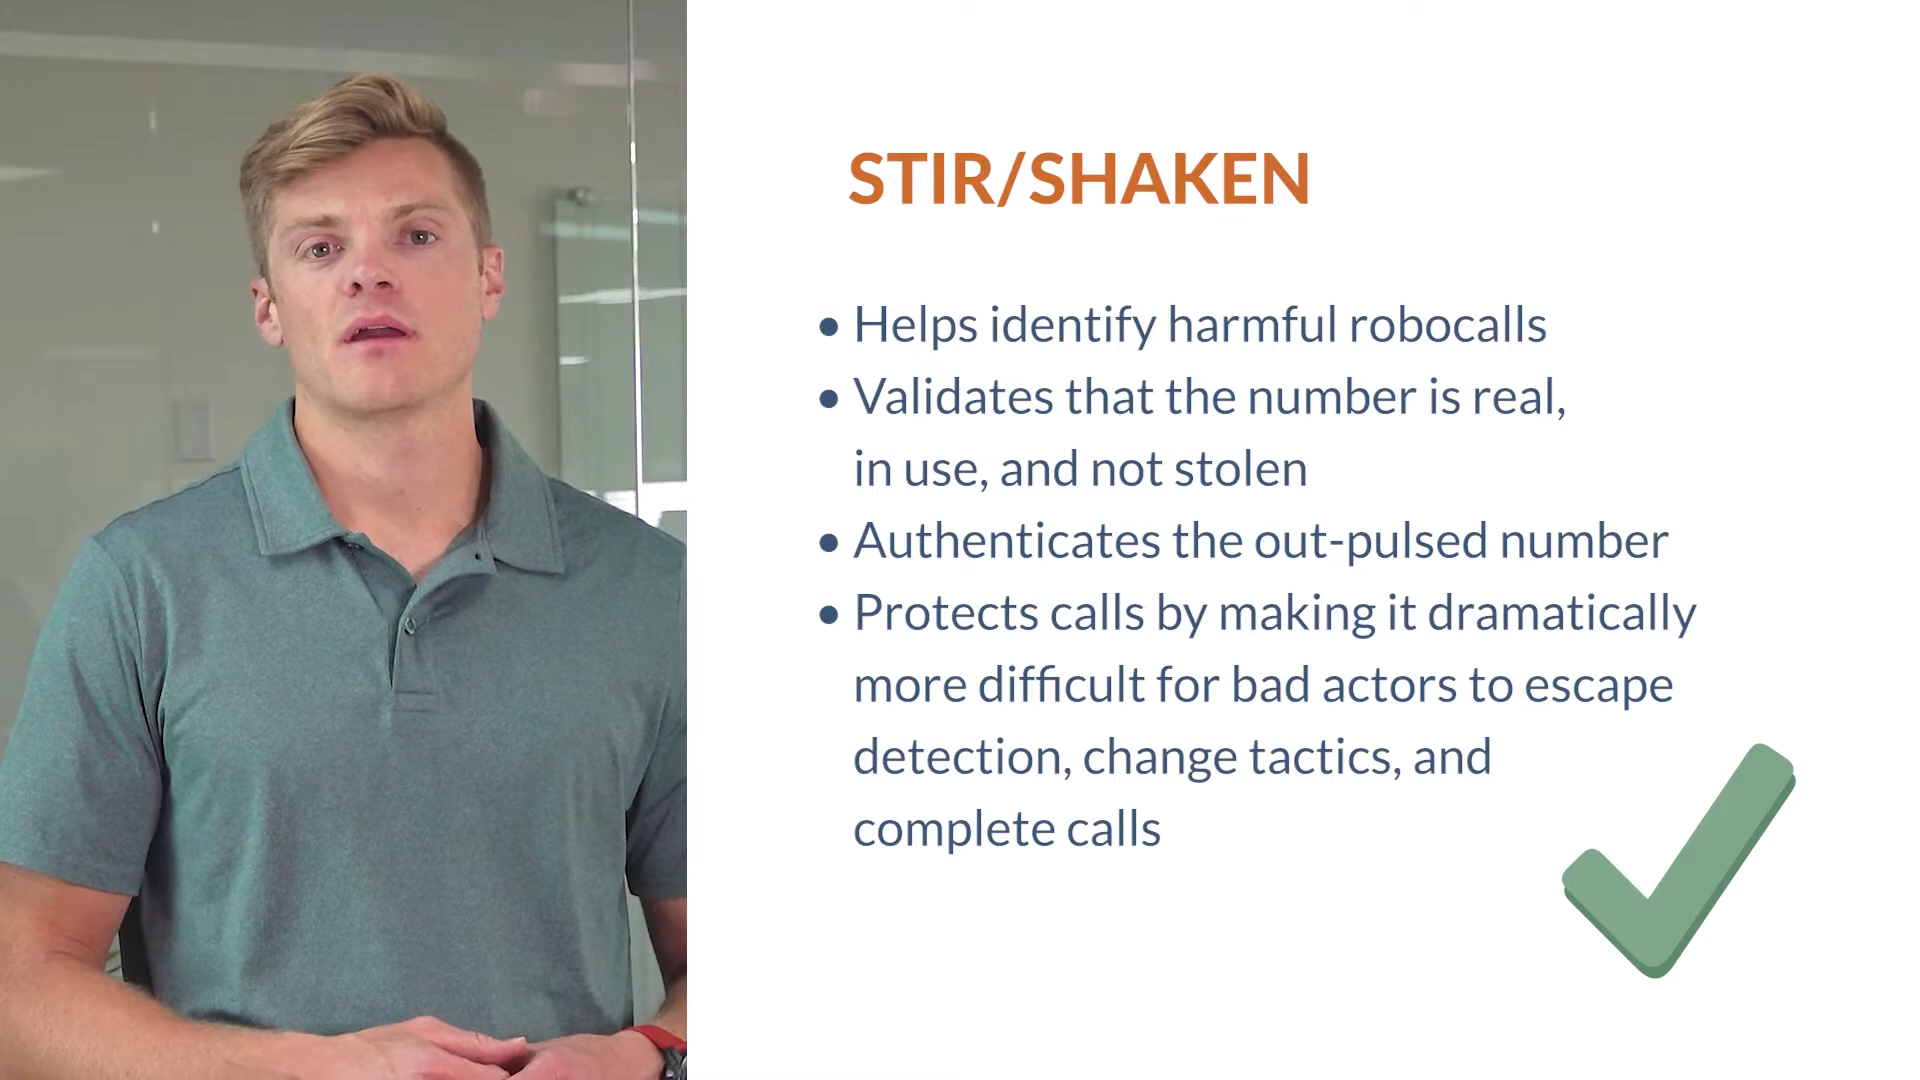 STIR/SHAKEN
• Helps identify harmful robocalls
• Validates that the number is real,
in use, and not stolen
• Authenticates the out-pulsed number
• Protects calls by making it dramatically
more difficult for bad actors to escape
detection, change tactics, and
complete calls